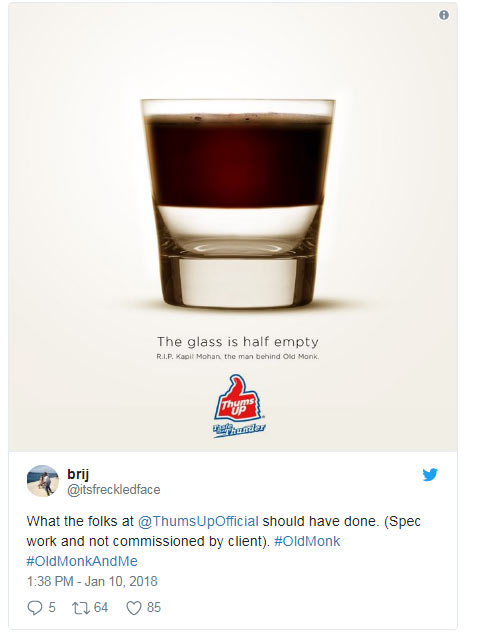 The glass is half empty
R.I.P. Kapil Mohan, the man behind Old Monk.
Thums
UP
Taste
the Thunder
brij
@itsfreckledface
What the folks at @ThumsUpOfficial should have done. (Spec
work and not commissioned by client). #OldMonk
#OldMonkAndMe
1:38 PM - Jan 10, 2018
5 64 85